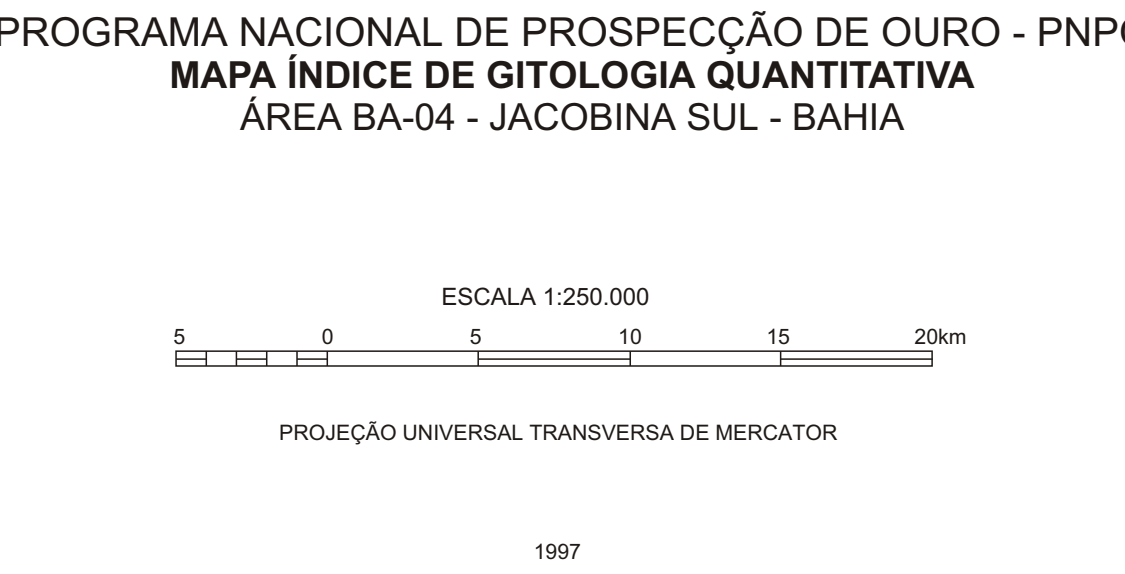 PROGRAMA NACIONAL DE PROSPECÇÃO DE OURO -
MAPA ÍNDICE DE GITOLOGIA QUANTITATIVA
ÁREA BA-04 - JACOBINA SUL - BAHIA
ESCALA 1:250.000
5 0 5 10 15 20km
PROJEÇÃO UNIVERSAL TRANSVERSA DE MERCATOR
1997